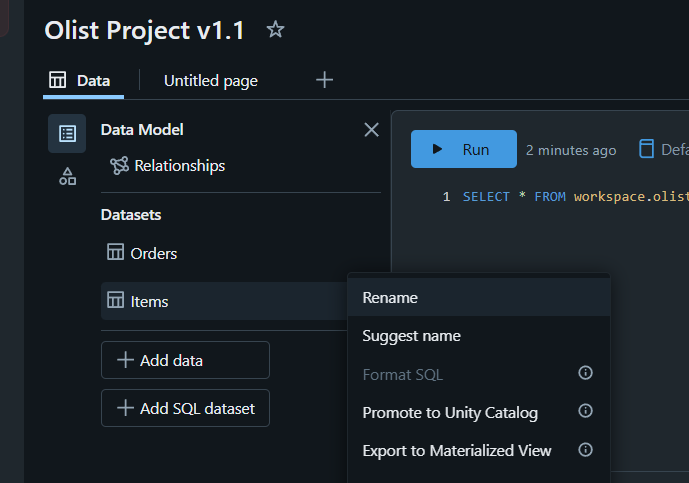 Olist Project v1.1
Data
Untitled page
Data Model
Relationships
Datasets
Orders
Items
Add data
Add SQL dataset
Run
2 minutes ago
Defa
1 SELECT * FROM workspace.olist
Rename
Suggest name
Format SQL
Promote to Unity Catalog
Export to Materialized View